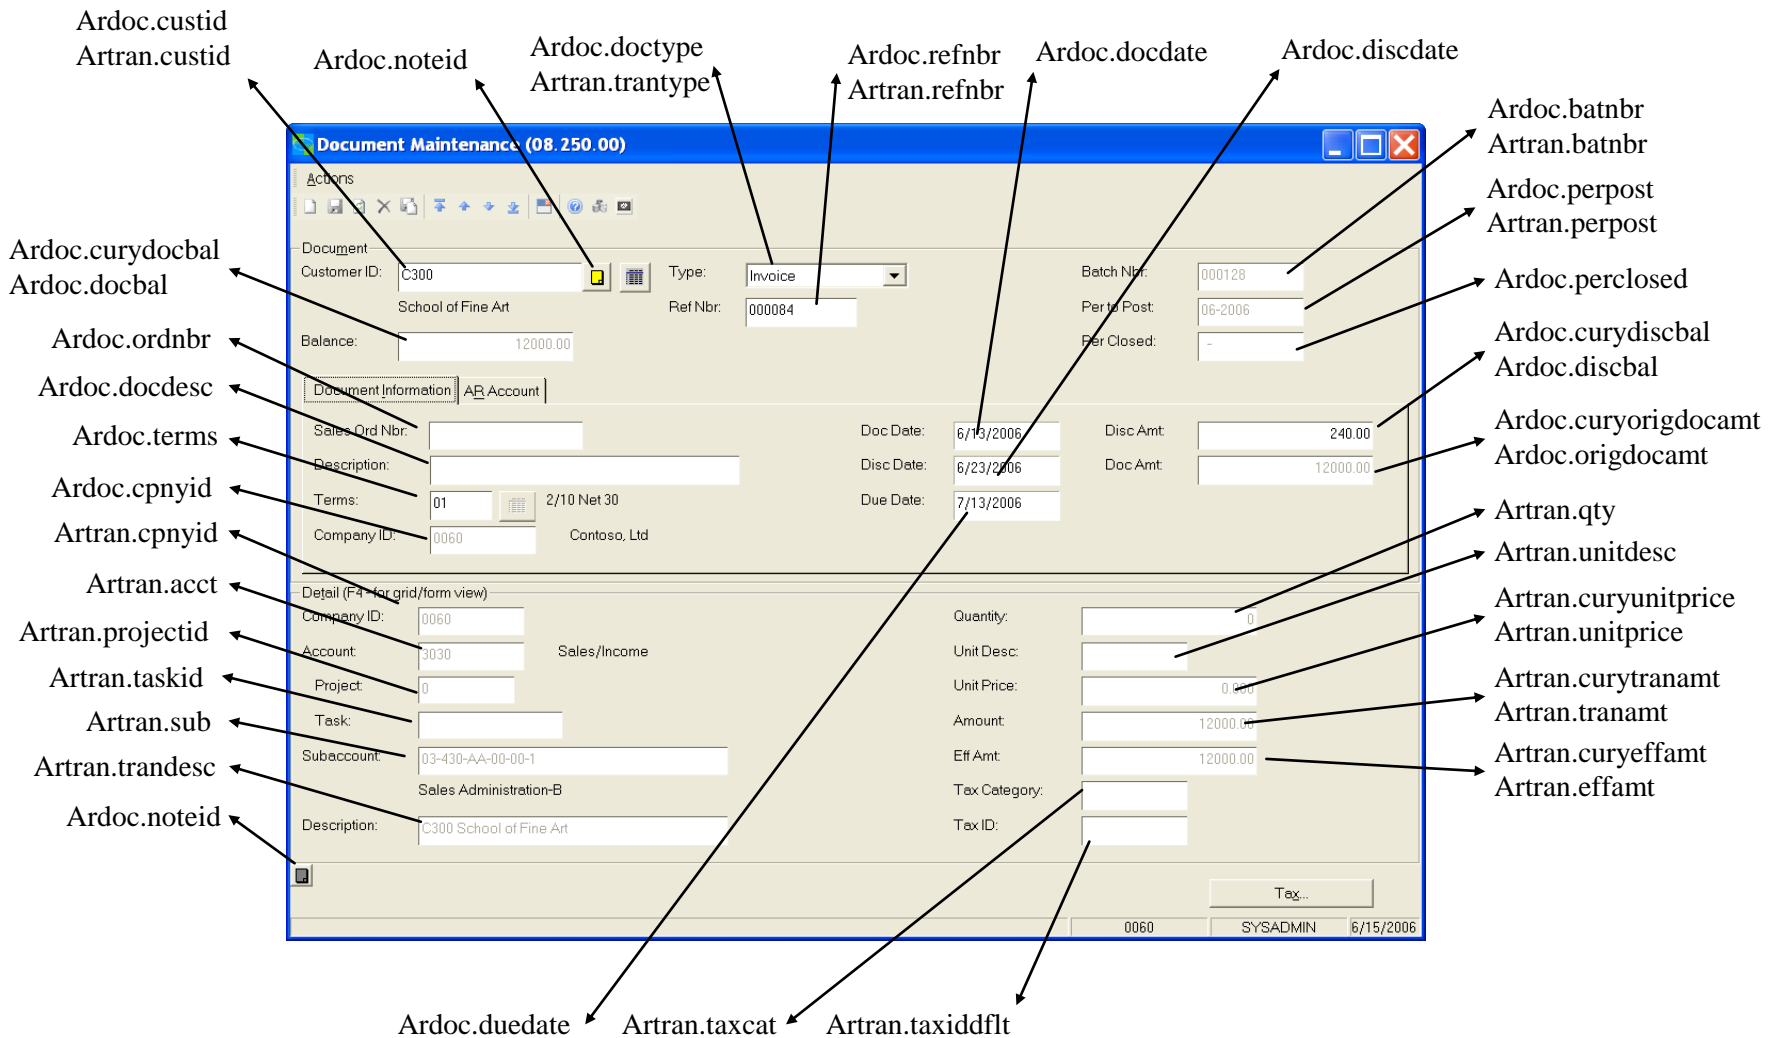 Ardoc.custid
Artran.custid
Ardoc.noteid
Ardoc.doctype
Artran.trantype
Ardoc.refnbr
Artran.refnbr
Ardoc.docdate
Ardoc.discdate
Ardoc.batnbr
Artran.batnbr
Ardoc.perpost
Artran.perpost
Ardoc.perclosed
Ardoc.curydiscbal
Ardoc.discbal
Ardoc.curyorigdocamt
Ardoc.origdocamt
Artran.qty
Artran.unitdesc
Artran.curyunitprice
Artran.unitprice
Artran.curytranamt
Artran.tranamt
Artran.curyeffamt
Artran.effamt
Ardoc.curydocbal
Ardoc.docbal
Ardoc.ordnbr
Ardoc.docdesc
Ardoc.terms
Ardoc.cpnyid
Artran.cpnyid
Artran.acct
Artran.projectid
Artran.taskid
Artran.sub
Artran.trandesc
Ardoc.noteid
Document Maintenance (08.250.00)
Actions
Document
Customer ID: C300 Type: Invoice Batch Nbr: 000128
School of Fine Art Ref Nbr: 000084 Per to Post: 06-2006
Balance: 12000.00 Per Closed: -
Document Information AR Account
Sales Ord Nbr: Doc Date: 6/13/2006 Disc Amt: 240.00
Description: Disc Date: 6/23/2006 Doc Amt: 12000.00
Terms: 01 2/10 Net 30 Due Date: 7/13/2006
Company ID: 0060 Contoso, Ltd
Detail (F4 - for grid/form view)
Company ID: 0060 Quantity: 0
Account: 3030 Sales/Income Unit Desc:
Project: 0 Unit Price: 0.000
Task: Amount: 12000.00
Subaccount: 03-430-AA-00-00-1 Eff Amt: 12000.00
Sales Administration-B Tax Category:
Description: C300 School of Fine Art Tax ID:
Tax...
0060 SYSADMIN 6/15/2006
Ardoc.duedate
Artran.taxcat
Artran.taxiddflt